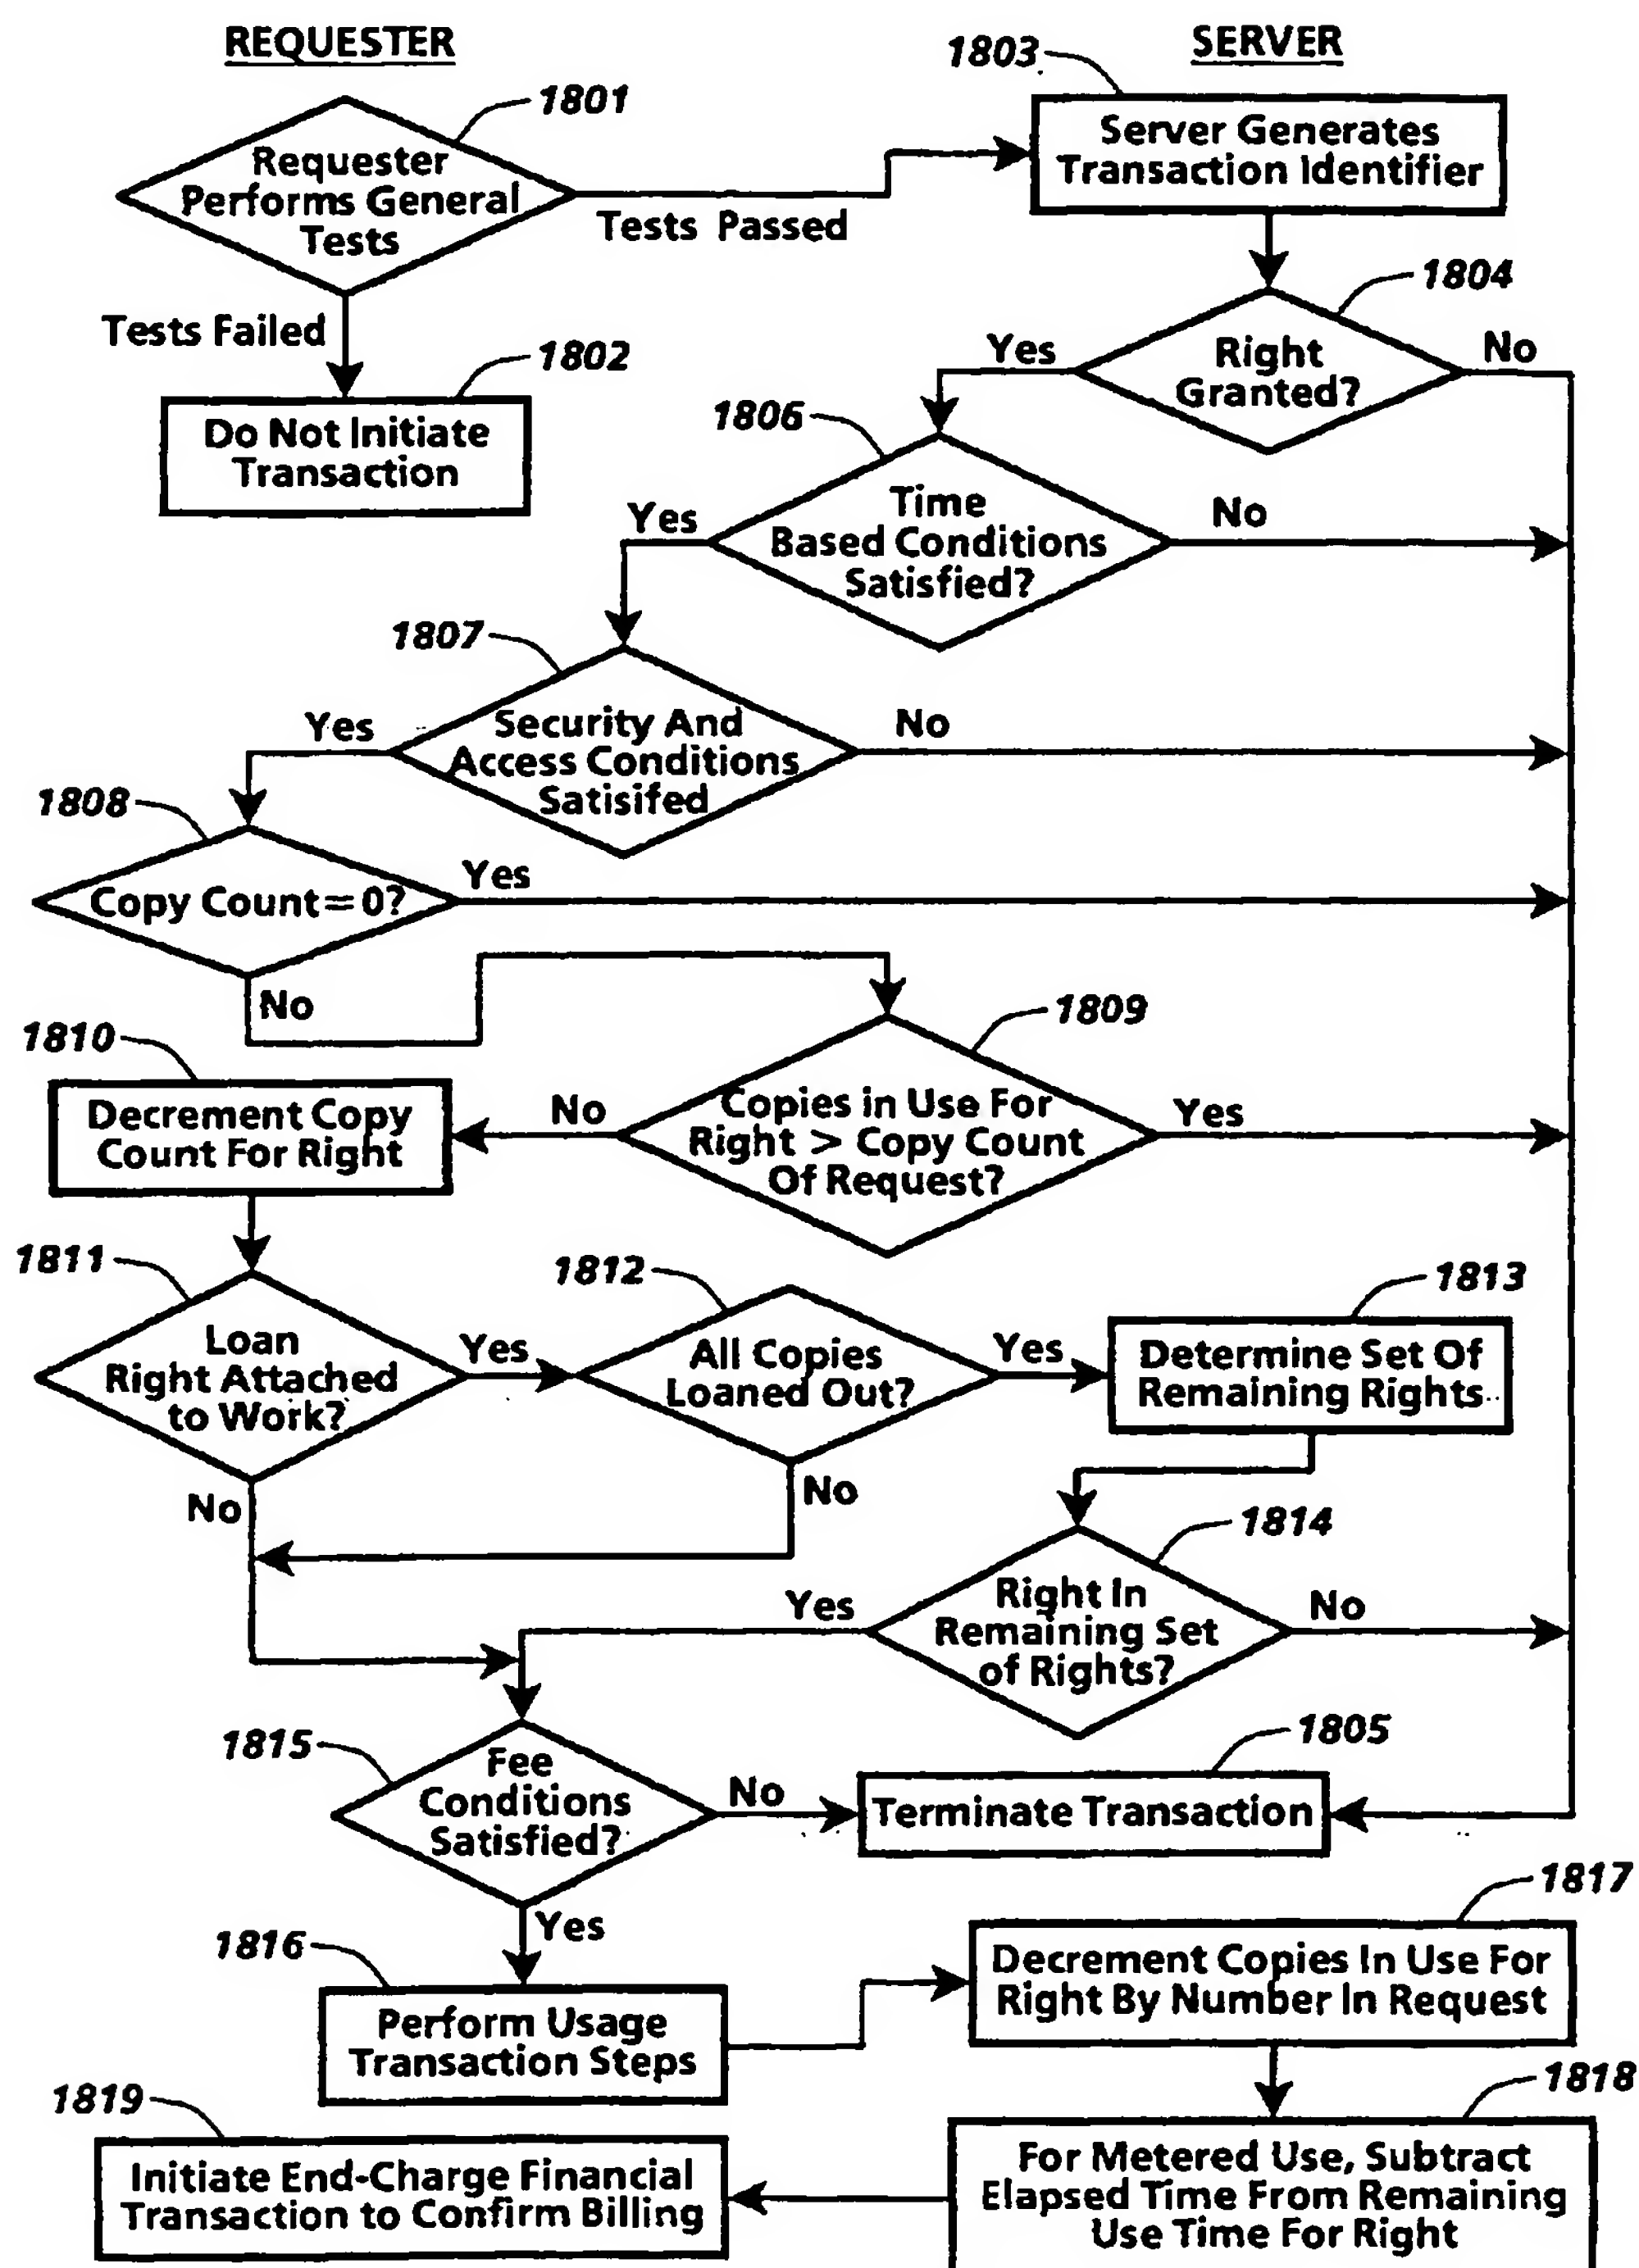 REQUESTER
SERVER
1803
1801
Server Generates
Transaction Identifier
Requester
Performs General
Tests
Tests Passed
1804
Tests Failed
1802
Yes
Right
Granted?
No
Do Not Initiate
Transaction
1806
Time
Based Conditions
Satisfied?
Yes
No
1807
Security And
Access Conditions
Satisifed
Yes
No
1808
Copy Count=0?
Yes
No
1809
1810
Decrement Copy
Count For Right
No
Copies in Use For
Right > Copy Count
Of Request?
Yes
1811
1812
1813
Loan
Right Attached
to Work?
Yes
All Copies
Loaned Out?
Yes
Determine Set Of
Remaining Rights
No
No
1814
Yes
Right In
Remaining Set
of Rights?
No
1815
1805
Fee
Conditions
Satisfied?
No
Terminate Transaction
1817
Yes
1816
Decrement Copies In Use For
Right By Number In Request
Perform Usage
Transaction Steps
1818
1819
Initiate End-Charge Financial
Transaction to Confirm Billing
For Metered Use, Subtract
Elapsed Time From Remaining
Use Time For Right